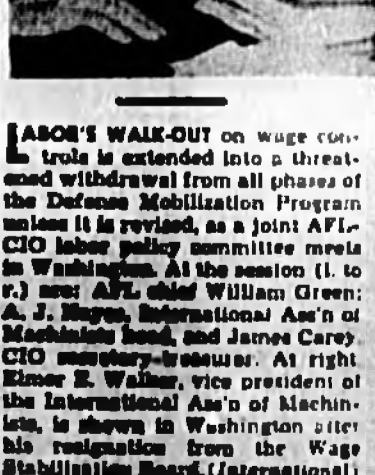 LABOR'S WALK-OUT on wage con-
trols is extended into a threat-
ened withdrawal from all phases of
the Defense Mobilization Program
unless it is revised, as a joint AFL-
CIO labor policy committee meets
in Washington. At the session (l. to
r.) are: AFL chief William Green;
A. J. Hayes, International Ass'n of
Machinists head, and James Carey,
CIO secretary-treasurer. At right,
Elmer E. Walker, vice president of
the International Ass'n of Machin-
ists, is shown in Washington after
his resignation from the Wage
Stabilization Board. (International)